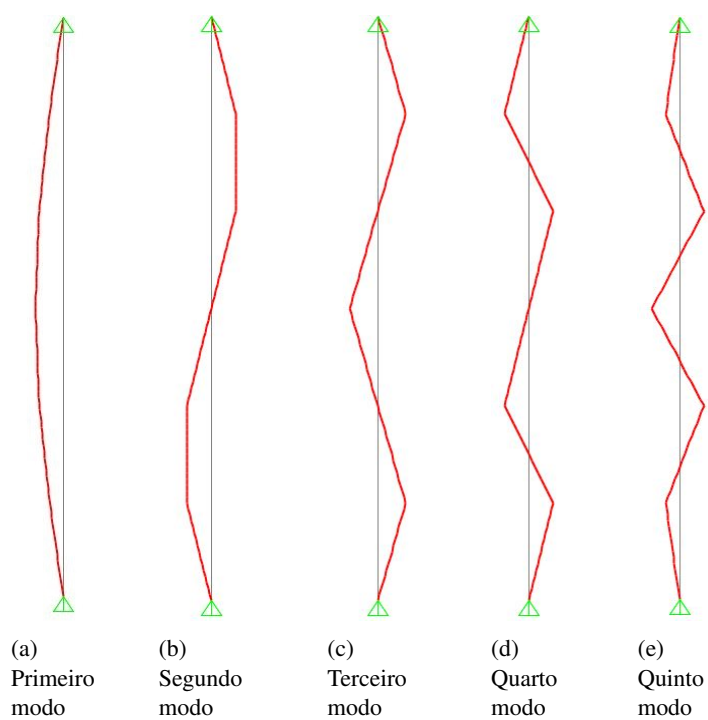 (a)
Primeiro
modo
(b)
Segundo
modo
(c)
Terceiro
modo
(d)
Quarto
modo
(e)
Quinto
modo